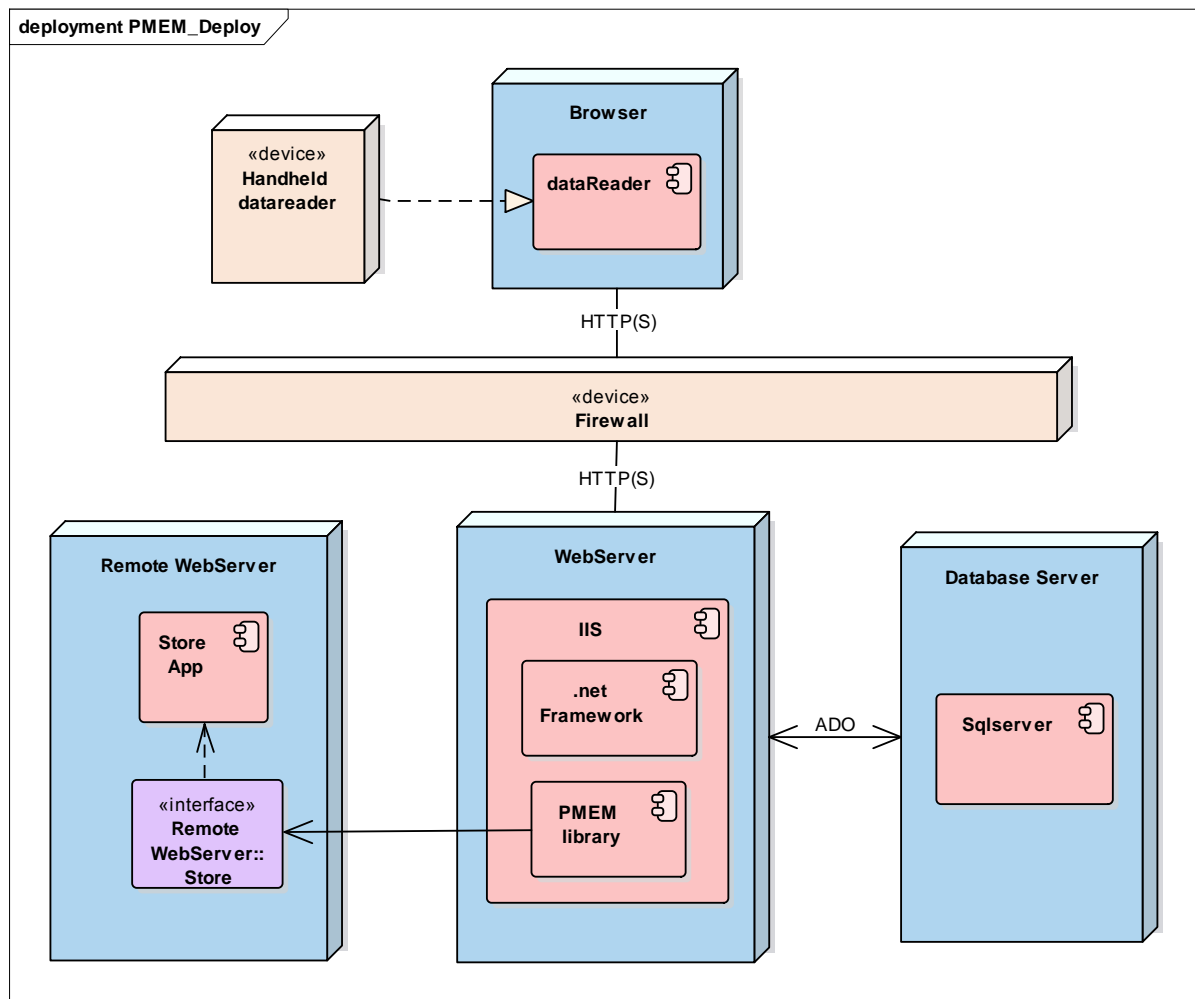 deployment PMEM_Deploy
Browser
«device»
Handheld
datareader
dataReader
HTTP(S)
«device»
Firewall
HTTP(S)
Remote WebServer
WebServer
Database Server
Store
App
IIS
.net
Framework
Sqlserver
ADO
«interface»
Remote
WebServer::
Store
PMEM
library